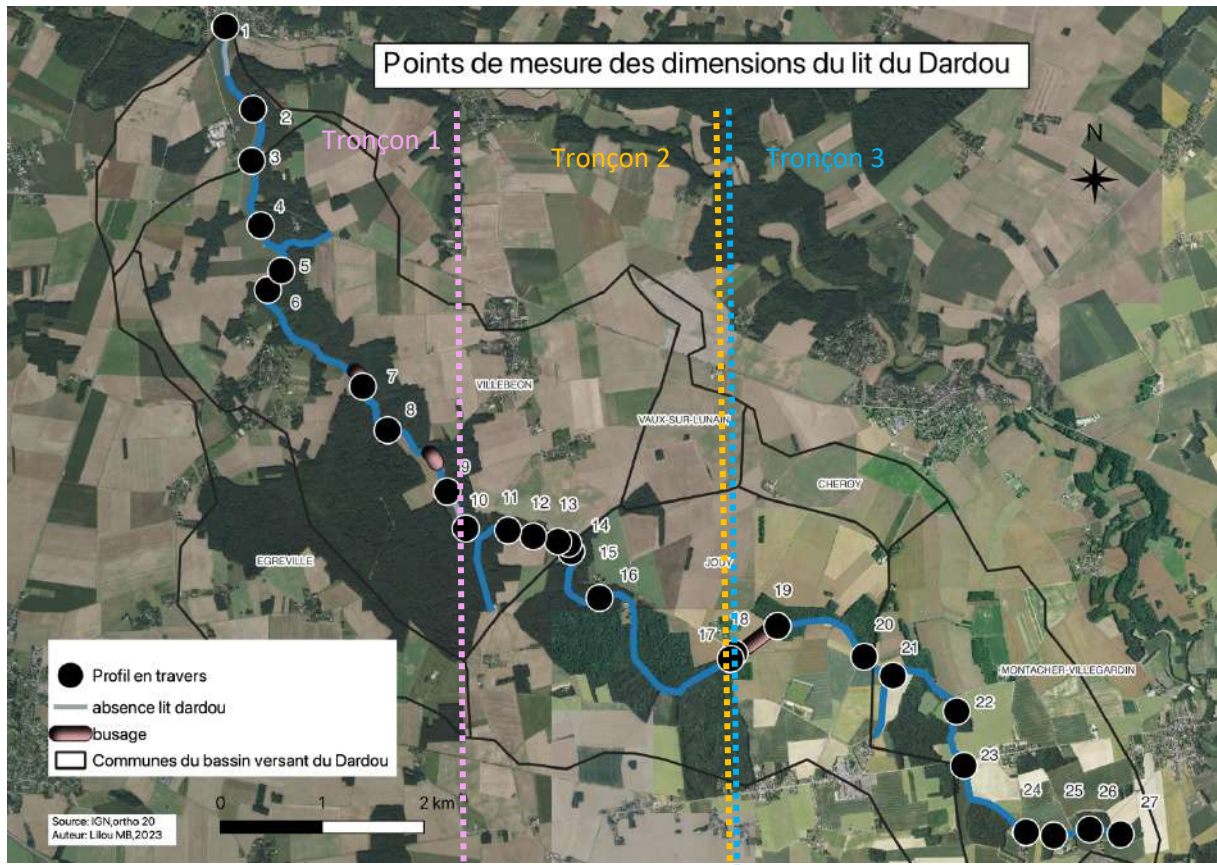 Points de mesure des dimensions du lit du Dardou
Tronçon 1
Tronçon 2
Tronçon 3
N
1
2
3
4
5
6
7
8
9
10
11
12
13
14
15
16
17
18
19
20
21
22
23
24
25
26
27
VILLEBEON
VAUX-SUR-LUNAIN
CHEROY
EGREVILLE
JOUY
MONTACHER-VILLEGARDIN
Profil en travers
absence lit dardou
busage
Communes du bassin versant du Dardou
0 1 2 km
Source: IGN,ortho 20
Auteur: Lilou MB,2023